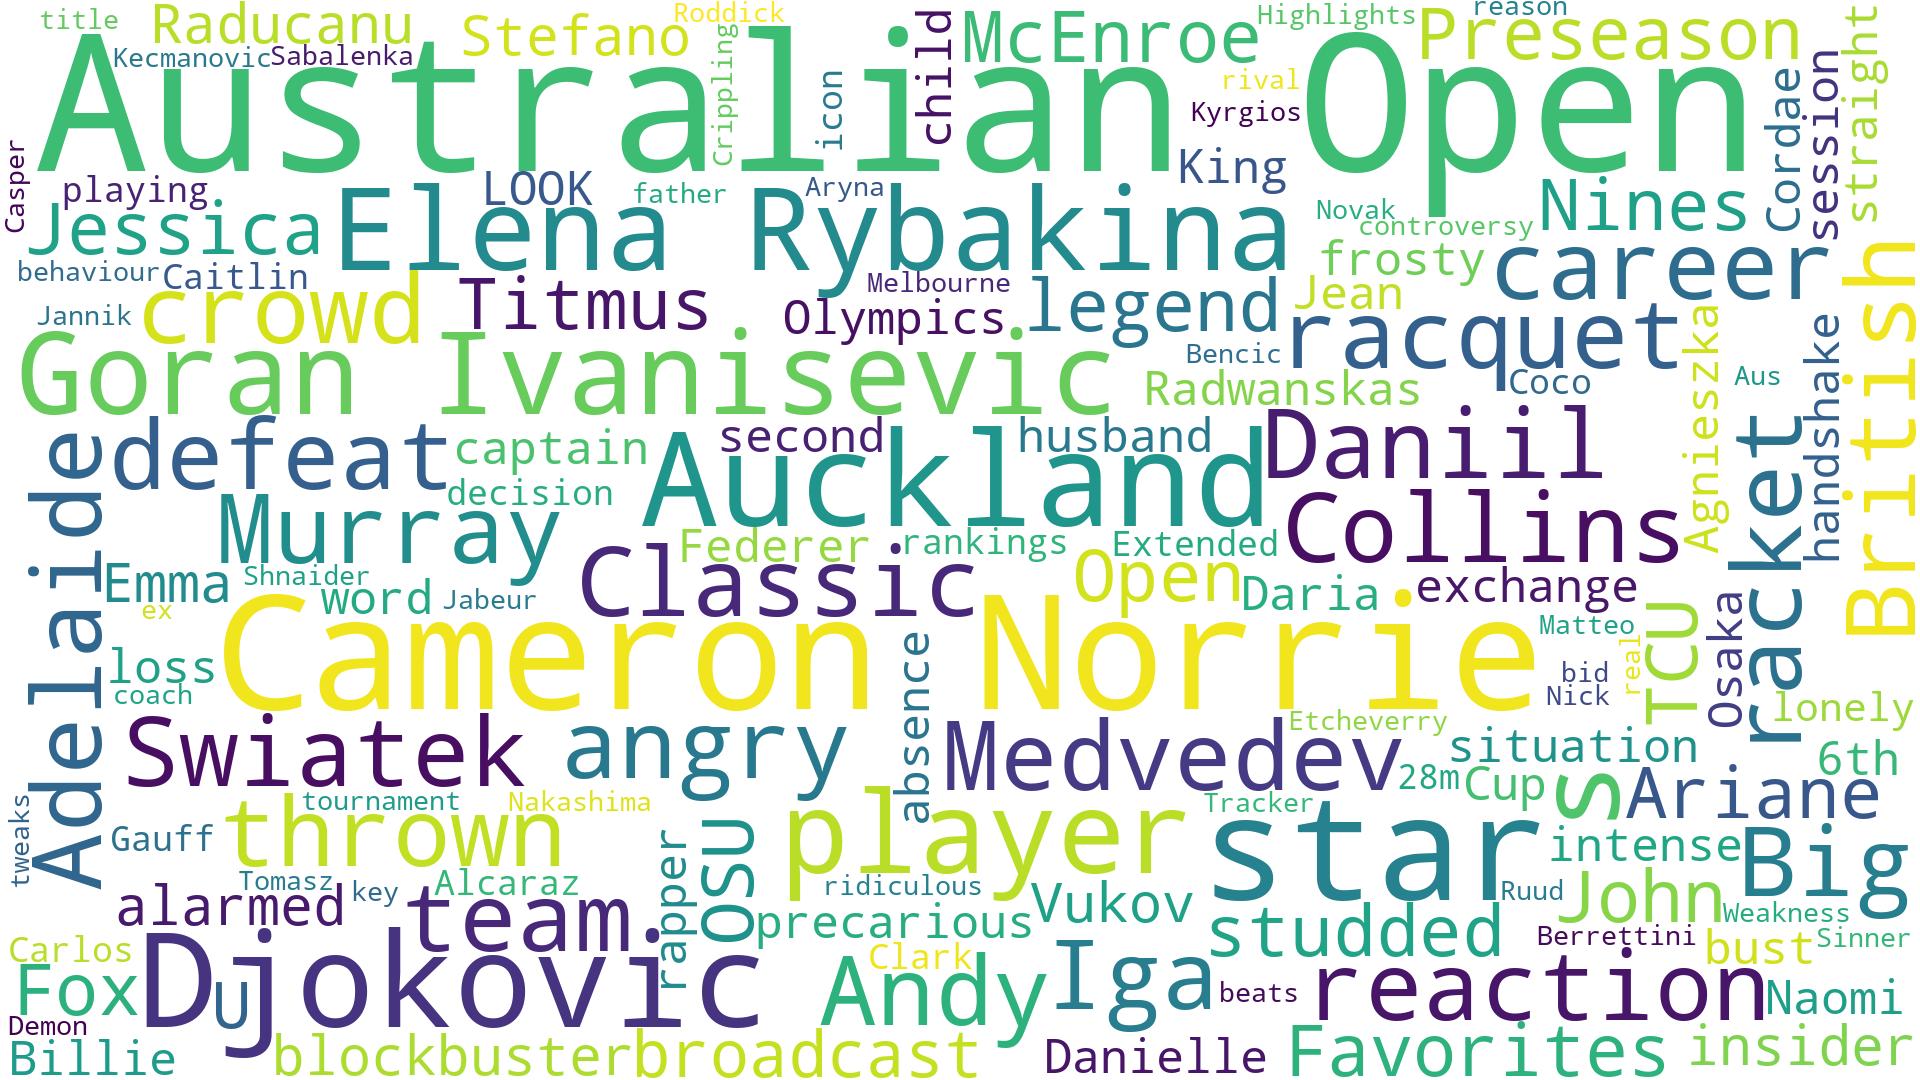 title
Raducanu
Stefano
Roddick
McEnroe
Highlights
reason
Preseason
Kecmanovic
Sabalenka
Australian Open
Crippling
icon
child
rival
Kyrgios
Cordae
session
straight
Casper
playing
LOOK
father
Aryna
King
Novak
Nines
controversy
Jessica
Elena Rybakina
frosty
career
behaviour
Caitlin
Melbourne
Jannik
crowd
Titmus
Olympics
legend
Jean
racquet
British
Goran Ivanisevic
Bencic
Coco
Aus
Radwanskas
Agnieszka
handshake
Adelaide
defeat
captain
second
husband
Auckland
Daniil
racket
decision
Murray
Federer
rankings
Extended
Collins
Emma
Shnaider
Classic
Open
Daria
exchange
ex
word
Jabeur
Cameron Norrie
Matteo
TCU
Osaka
loss
coach
absence
bid
Nick
real
lonely
Swiatek
angry
Medvedev
Etcheverry
situation
6th
28m
Cup
s
Ariane
tweaks
tournament
Nakashima
Tracker
Gauff
thrown
rapper
OSU
player
star
intense
Big
Tomasz
key
Alcaraz
ridiculous
Ruud
John
alarmed
team
precarious
Vukov
studded
Weakness
Carlos
Clark
Berrettini
bust
Sinner
Fox
Djokovic
U
Andy
Iga
beats
reaction
Naomi
Demon
Billie
blockbuster
broadcast
Danielle
Favorites
insider